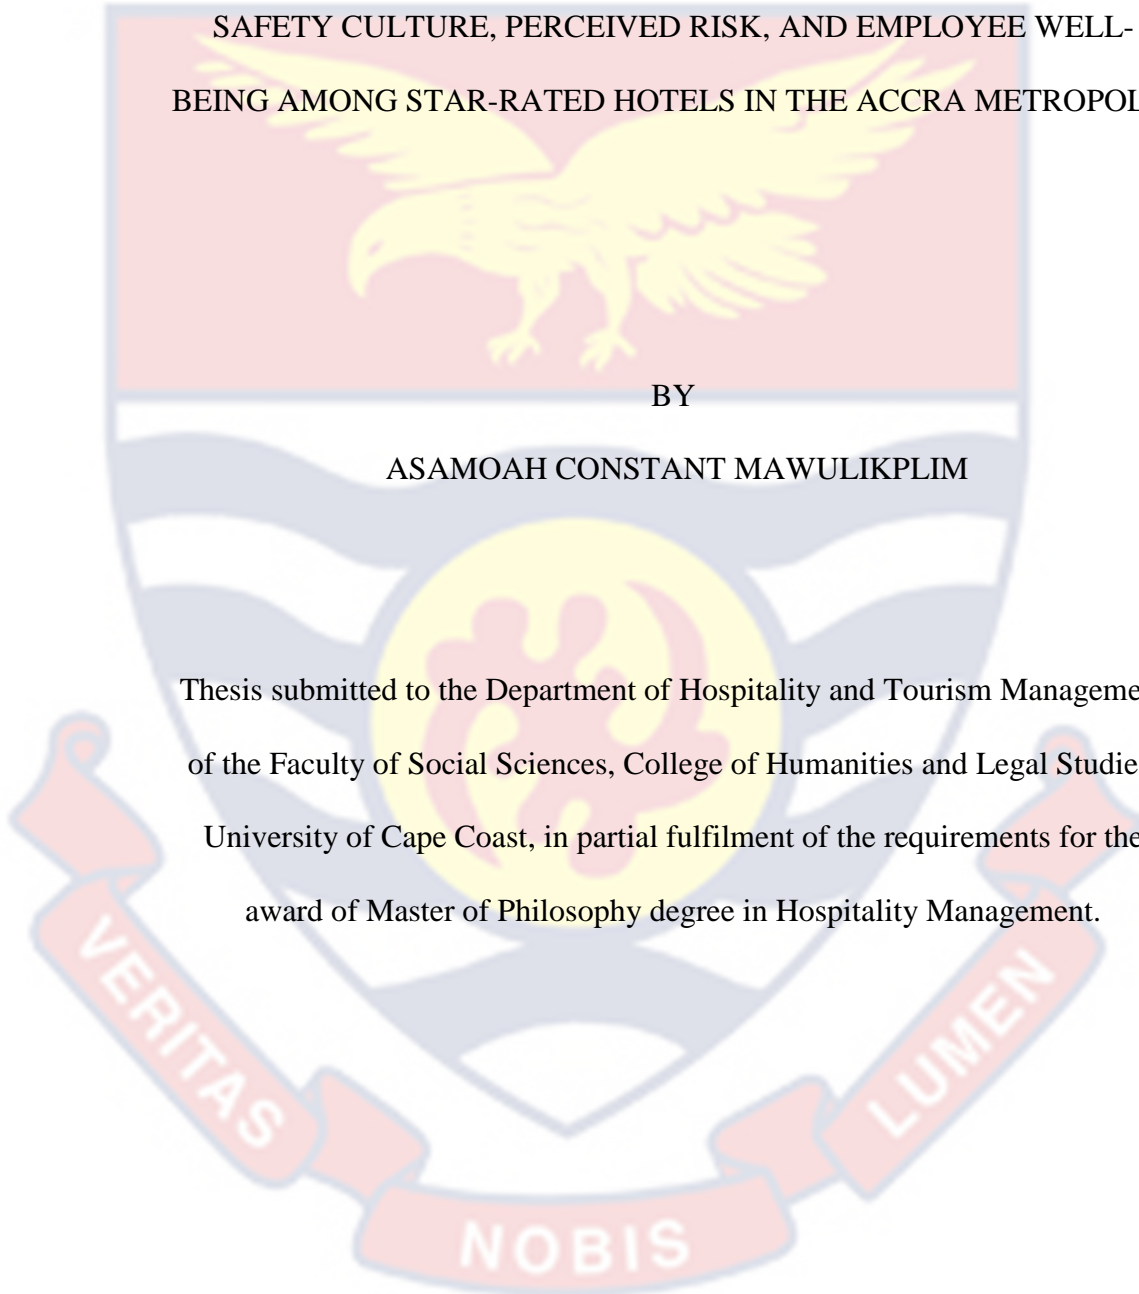 SAFETY CULTURE, PERCEIVED RISK, AND EMPLOYEE WELL-
BEING AMONG STAR-RATED HOTELS IN THE ACCRA METROPOL
BY
ASAMOAH CONSTANT MAWULIKPLIM
Thesis submitted to the Department of Hospitality and Tourism Manageme
of the Faculty of Social Sciences, College of Humanities and Legal Studie
University of Cape Coast, in partial fulfilment of the requirements for the
award of Master of Philosophy degree in Hospitality Management.
VERITAS
NOBIS
LUMEN